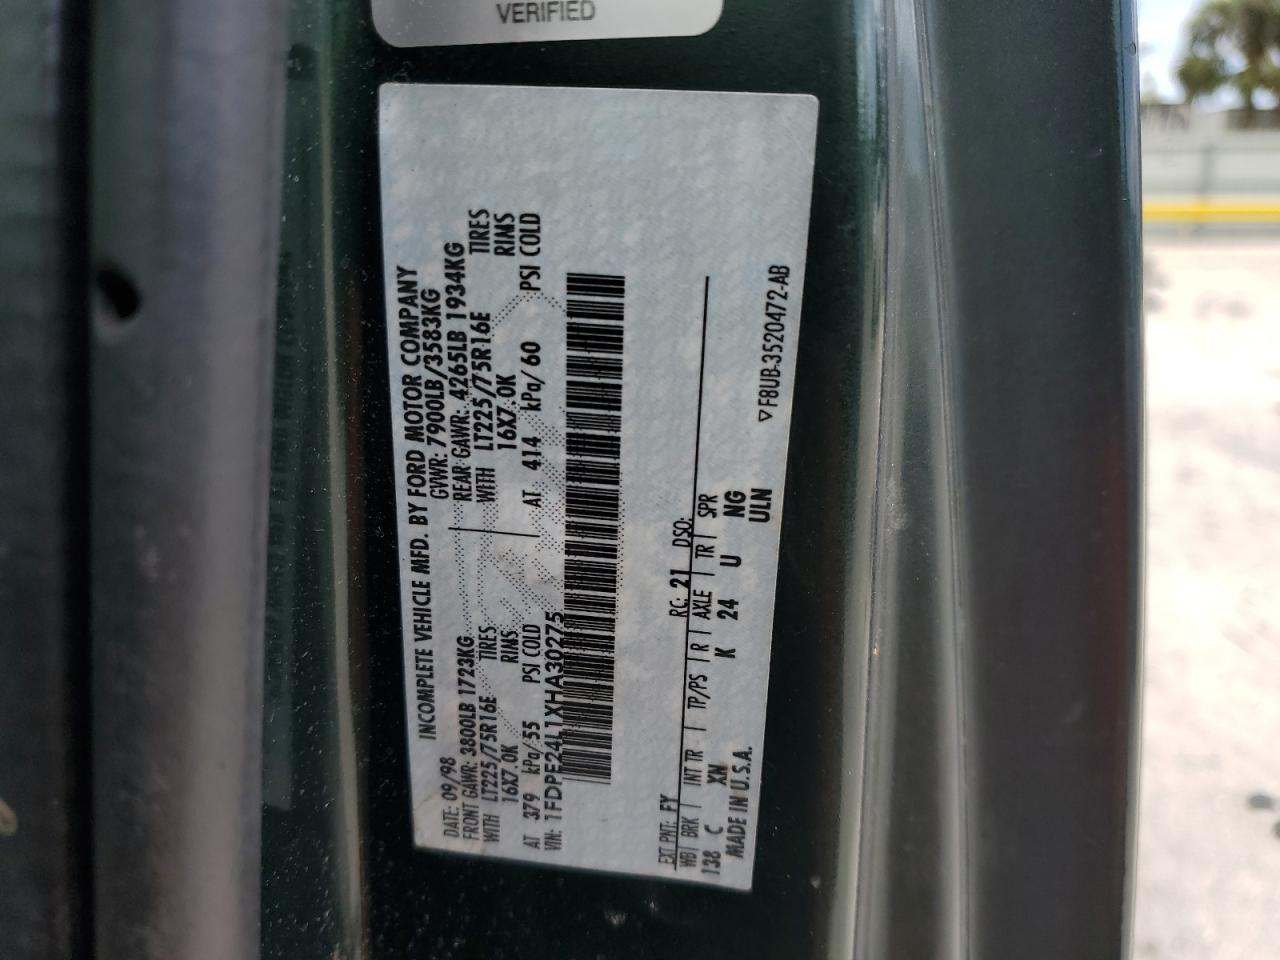 VERIFIED
INCOMPLETE VEHICLE MFD. BY FORD MOTOR COMPANY
DATE: 09/98 GVWR: 7900LB/3583KG
FRONT GAWR: 3800LB 1723KG REAR GAWR: 4265LB 1934KG
WITH LT225/75R16E TIRES WITH LT225/75R16E TIRES
16X7.0K RIMS 16X7.0K RIMS
AT 379 kPa/55 PSI COLD AT 414 kPa/60 PSI COLD
VIN: 1FDPE24L1XHA30275
EXT PNT: FY RC: 21 DSO:
WB BRK INT TR TP/PS R AXLE TR SPR
138 C XN K 24 U NG
MADE IN U.S.A. ULN
▽F8UB-3520472-AB